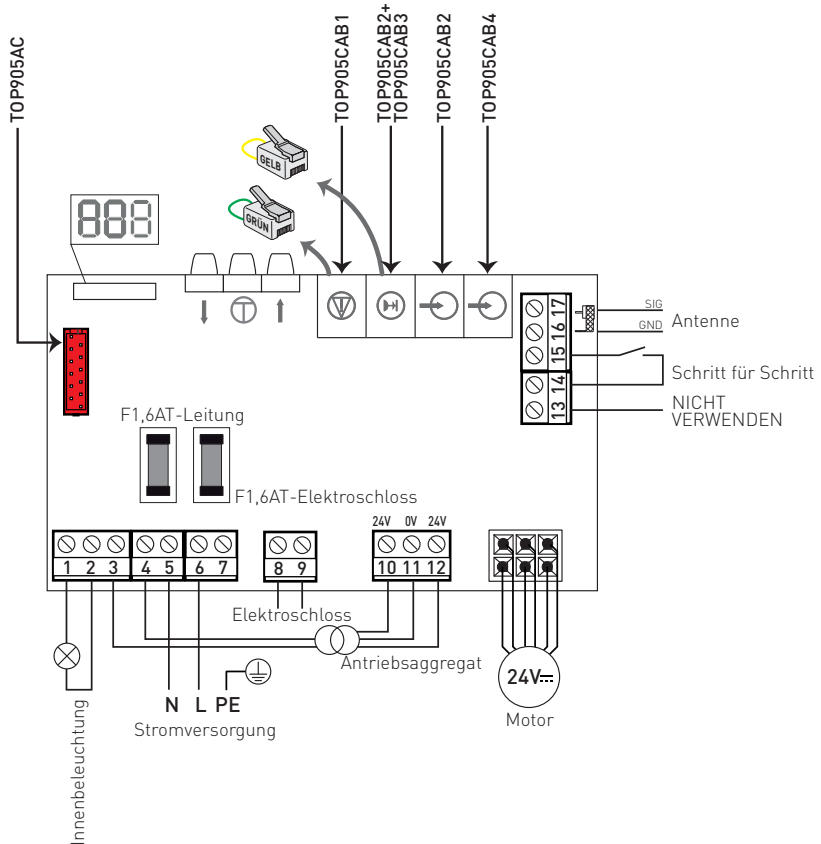 TOP905AC
TOP905CAB1
TOP905CAB2+
TOP905CAB3
TOP905CAB2
TOP905CAB4
GELB
GRÜN
888
SIG
GND
Antenne
17
16
15
14
13
Schritt für Schritt
NICHT
VERWENDEN
F1,6AT-Leitung
F1,6AT-Elektroschloss
24V 0V 24V
1 2 3 4 5 6 7 8 9 10 11 12
Elektroschloss
Antriebsaggregat
N L PE
Stromversorgung
24V
Motor
Innenbeleuchtung